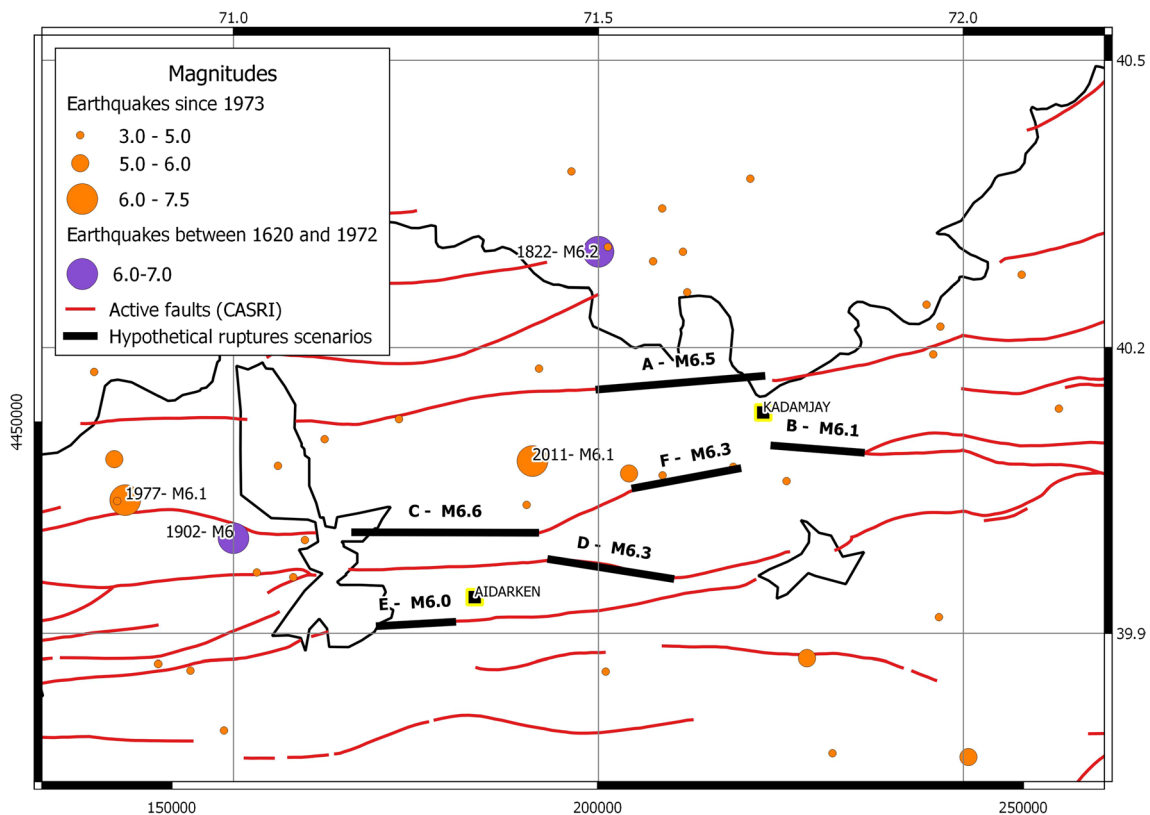 71.0 71.5 72.0
Magnitudes
Earthquakes since 1973
3.0 - 5.0
5.0 - 6.0
6.0 - 7.5
Earthquakes between 1620 and 1972
6.0-7.0
Active faults (CASRI)
Hypothetical ruptures scenarios
40.5
1822- M6.2
40.2
A - M6.5
KADAMJAY
4450000
B - M6.1
2011- M6.1
F - M6.3
1977- M6.1
C - M6.6
1902- M6
D - M6.3
AIDARKEN
E - M6.0
39.9
150000 200000 250000